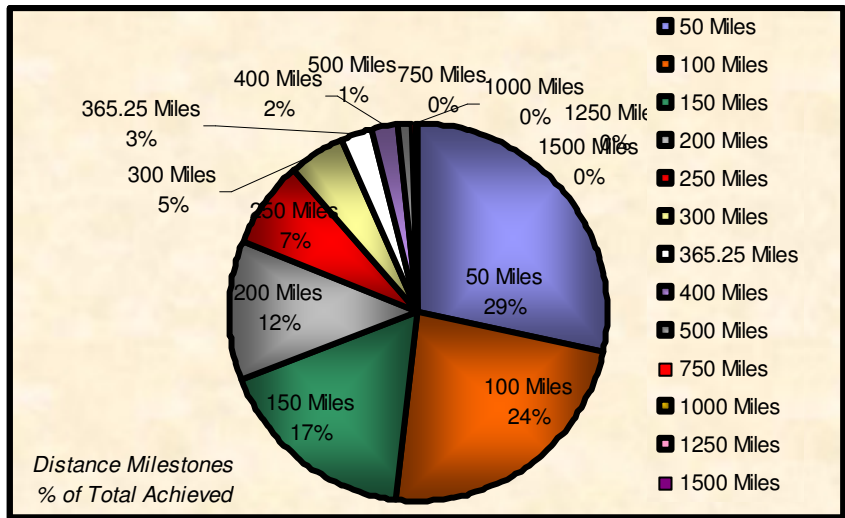 500 Miles
1%
750 Miles
0%
400 Miles
2%
1000 Miles
0%
365.25 Miles
3%
1250 Mile
0%
1500 Miles
0%
300 Miles
5%
250 Miles
7%
50 Miles
29%
200 Miles
12%
100 Miles
24%
150 Miles
17%
Distance Milestones
% of Total Achieved
50 Miles
100 Miles
150 Miles
200 Miles
250 Miles
300 Miles
365.25 Miles
400 Miles
500 Miles
750 Miles
1000 Miles
1250 Miles
1500 Miles